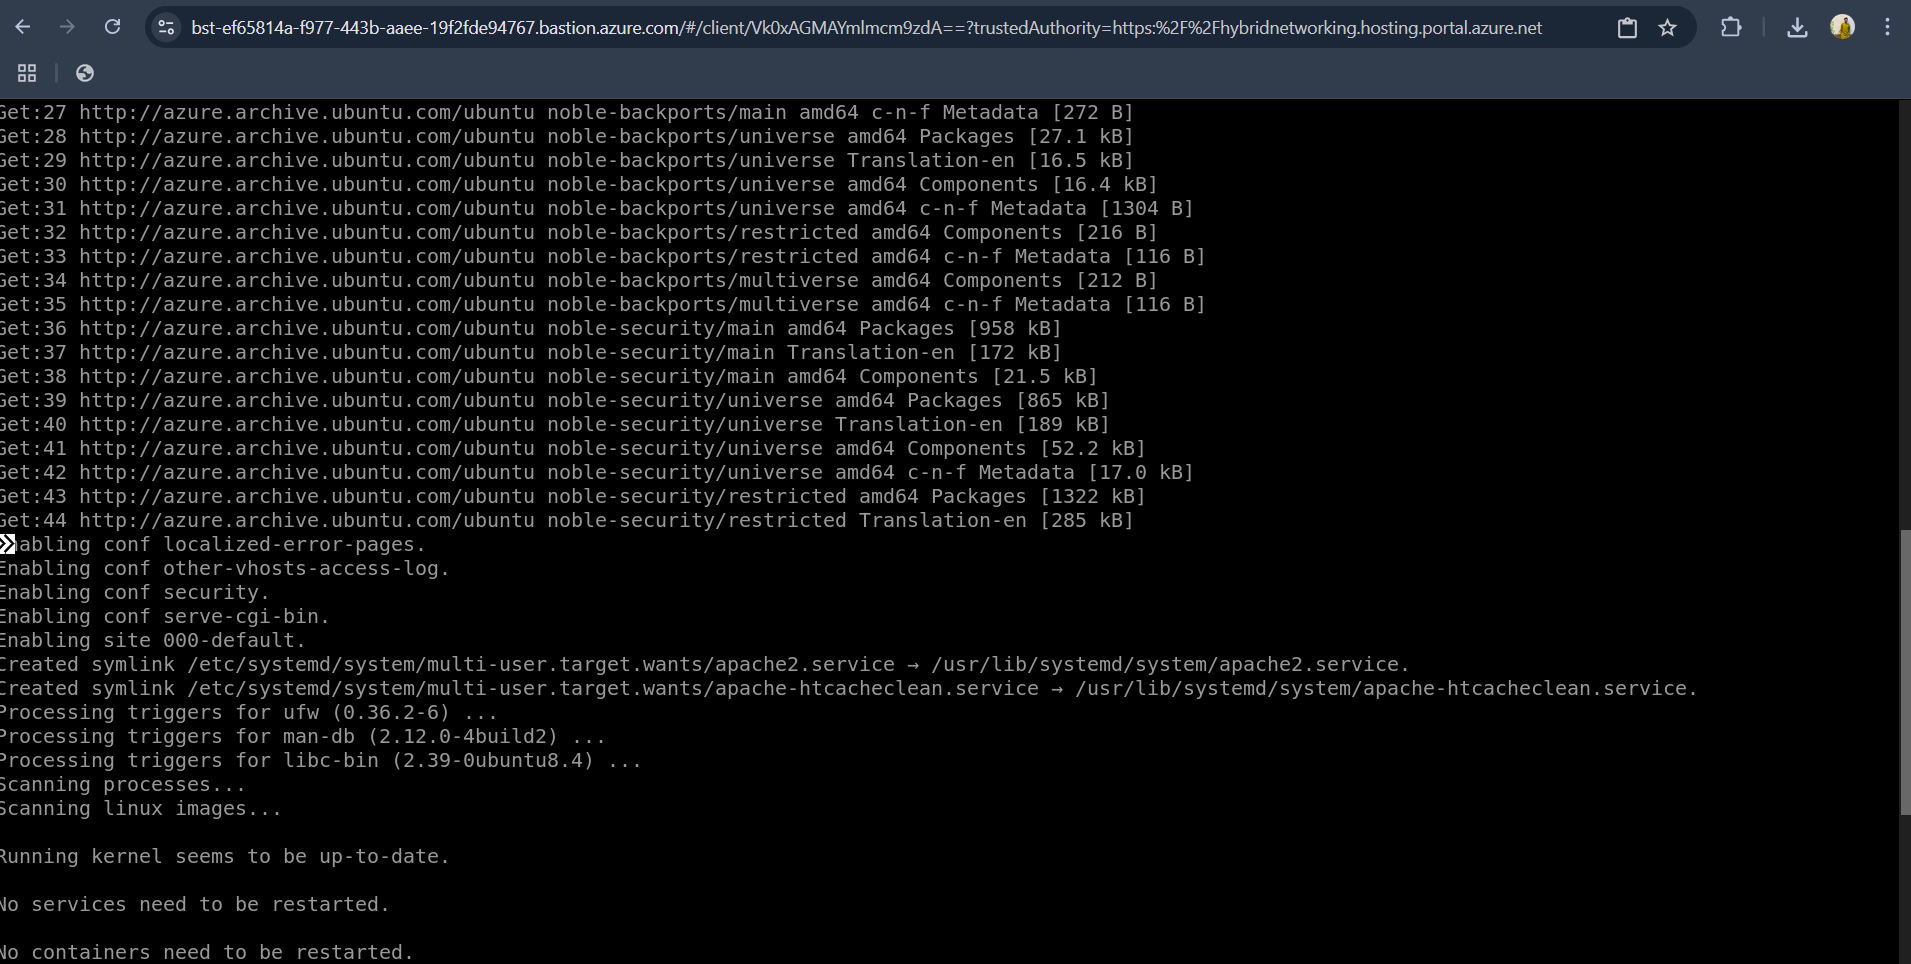 bst-ef65814a-f977-443b-aaee-19f2fde94767.bastion.azure.com/#/client/Vk0xAGMAYmlmcm9zdA==?trustedAuthority=https:%2F%2Fhybridnetworking.hosting.portal.azure.net
Get:27 http://azure.archive.ubuntu.com/ubuntu noble-backports/main amd64 c-n-f Metadata [272 B]
Get:28 http://azure.archive.ubuntu.com/ubuntu noble-backports/universe amd64 Packages [27.1 kB]
Get:29 http://azure.archive.ubuntu.com/ubuntu noble-backports/universe Translation-en [16.5 kB]
Get:30 http://azure.archive.ubuntu.com/ubuntu noble-backports/universe amd64 Components [16.4 kB]
Get:31 http://azure.archive.ubuntu.com/ubuntu noble-backports/universe amd64 c-n-f Metadata [1304 B]
Get:32 http://azure.archive.ubuntu.com/ubuntu noble-backports/restricted amd64 Components [216 B]
Get:33 http://azure.archive.ubuntu.com/ubuntu noble-backports/restricted amd64 c-n-f Metadata [116 B]
Get:34 http://azure.archive.ubuntu.com/ubuntu noble-backports/multiverse amd64 Components [212 B]
Get:35 http://azure.archive.ubuntu.com/ubuntu noble-backports/multiverse amd64 c-n-f Metadata [116 B]
Get:36 http://azure.archive.ubuntu.com/ubuntu noble-security/main amd64 Packages [958 kB]
Get:37 http://azure.archive.ubuntu.com/ubuntu noble-security/main Translation-en [172 kB]
Get:38 http://azure.archive.ubuntu.com/ubuntu noble-security/main amd64 Components [21.5 kB]
Get:39 http://azure.archive.ubuntu.com/ubuntu noble-security/universe amd64 Packages [865 kB]
Get:40 http://azure.archive.ubuntu.com/ubuntu noble-security/universe Translation-en [189 kB]
Get:41 http://azure.archive.ubuntu.com/ubuntu noble-security/universe amd64 Components [52.2 kB]
Get:42 http://azure.archive.ubuntu.com/ubuntu noble-security/universe amd64 c-n-f Metadata [17.0 kB]
Get:43 http://azure.archive.ubuntu.com/ubuntu noble-security/restricted amd64 Packages [1322 kB]
Get:44 http://azure.archive.ubuntu.com/ubuntu noble-security/restricted Translation-en [285 kB]
Enabling conf localized-error-pages.
Enabling conf other-vhosts-access-log.
Enabling conf security.
Enabling conf serve-cgi-bin.
Enabling site 000-default.
Created symlink /etc/systemd/system/multi-user.target.wants/apache2.service → /usr/lib/systemd/system/apache2.service.
Created symlink /etc/systemd/system/multi-user.target.wants/apache-htcacheclean.service → /usr/lib/systemd/system/apache-htcacheclean.service.
Processing triggers for ufw (0.36.2-6) ...
Processing triggers for man-db (2.12.0-4build2) ...
Processing triggers for libc-bin (2.39-0ubuntu8.4) ...
Scanning processes...
Scanning linux images...
Running kernel seems to be up-to-date.
No services need to be restarted.
No containers need to be restarted.